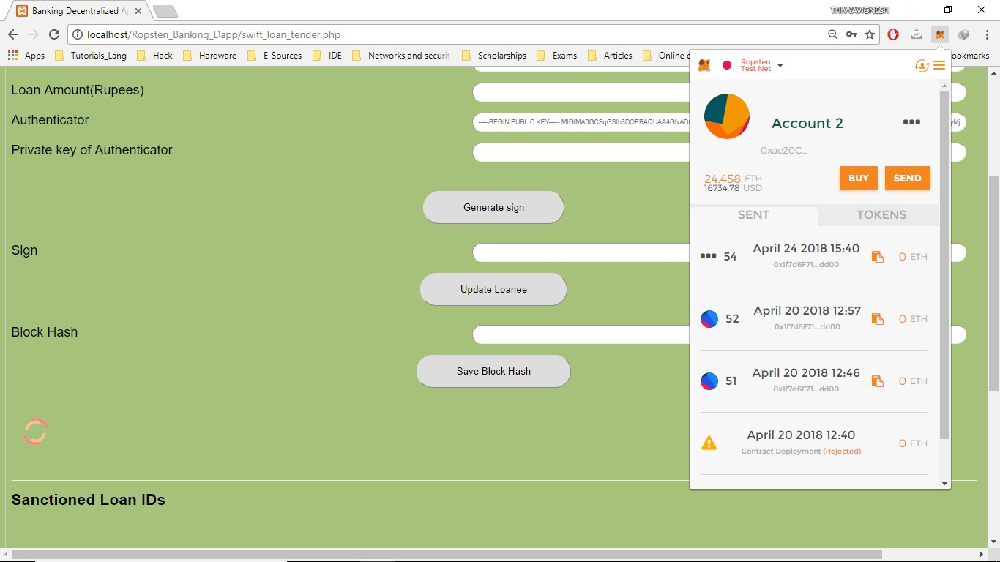 Banking Decentralized Ap
THIVYAVIGNESH
localhost/Ropsten_Banking_Dapp/swift_loan_tender.php
Apps Tutorials_Lang Hack Hardware E-Sources IDE Networks and securit Scholarships Exams Articles Online ookmarks
Loan Amount(Rupees)
Authenticator
-----BEGIN PUBLIC KEY-----
Private key of Authenticator
Generate sign
Sign
Update Loanee
Block Hash
Save Block Hash
Sanctioned Loan IDs
Ropsten
Test Net
Account 2
0xae20C...
24.458 ETH
16734.78 USD
BUY SEND
SENT TOKENS
54 April 24 2018 15:40 0 ETH
0x1f7d6F71...dd00
52 April 20 2018 12:57 0 ETH
0x1f7d6F71...dd00
51 April 20 2018 12:46 0 ETH
0x1f7d6F71...dd00
April 20 2018 12:40 0 ETH
Contract Deployment (Rejected)